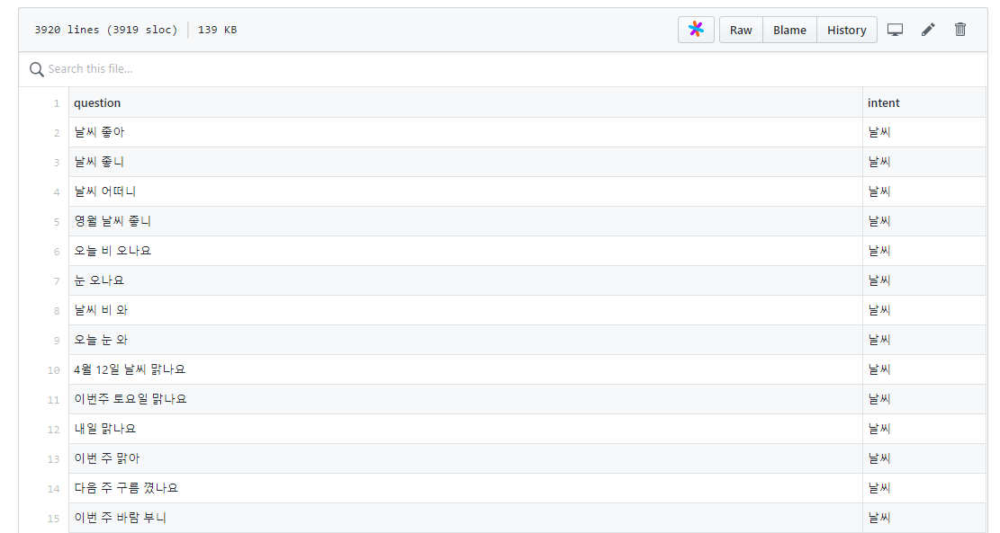 3920 lines (3919 sloc) 139 KB Raw Blame History
Search this file...
1 question intent
2 날씨 좋아 날씨
3 날씨 좋니 날씨
4 날씨 어떠니 날씨
5 영월 날씨 좋니 날씨
6 오늘 비 오나요 날씨
7 눈 오나요 날씨
8 날씨 비 와 날씨
9 오늘 눈 와 날씨
10 4월 12일 날씨 맑나요 날씨
11 이번주 토요일 맑나요 날씨
12 내일 맑나요 날씨
13 이번 주 맑아 날씨
14 다음 주 구름 꼈나요 날씨
15 이번 주 바람 부니 날씨